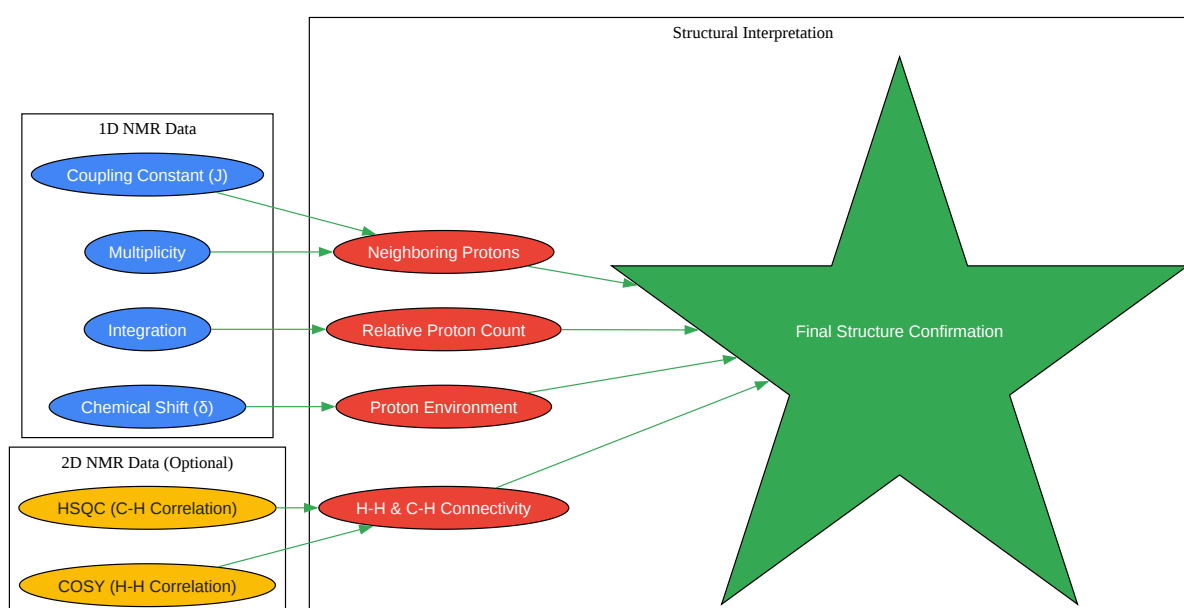 Structural Interpretation
1D NMR Data
Coupling Constant (J)
Multiplicity
Neighboring Protons
Integration
Relative Proton Count
Final Structure Confirmation
Chemical Shift (δ)
Proton Environment
2D NMR Data (Optional)
HSQC (C-H Correlation)
H-H & C-H Connectivity
COSY (H-H Correlation)